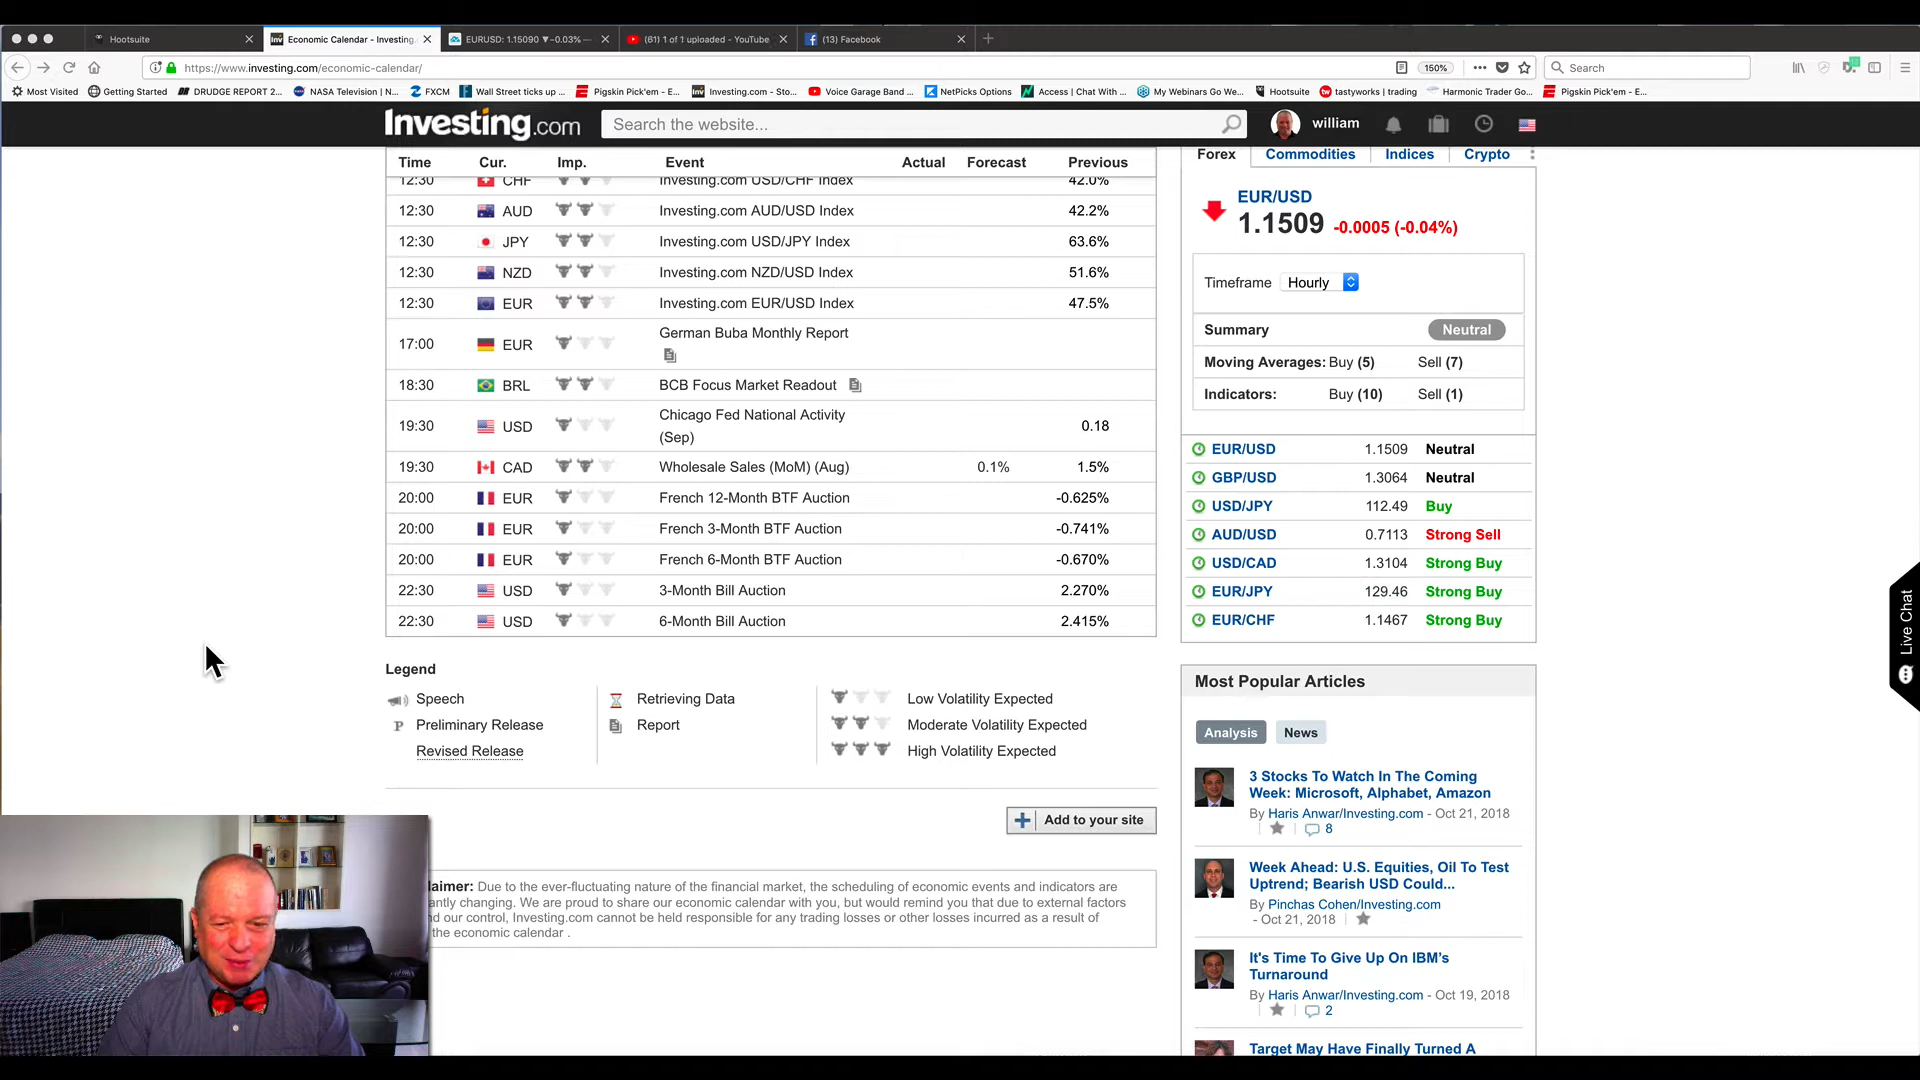 Hootsuite
Economic Calendar - Investing.
EURUSD: 1.15090 ▼−0.03% —
(61) 1 of 1 uploaded - YouTube
(13) Facebook
https://www.investing.com/economic-calendar/
150%
Search
Most Visited
Getting Started
DRUDGE REPORT 2...
NASA Television | N...
FXCM
Wall Street ticks up ...
Pigskin Pick'em - E...
Investing.com - Sto...
Voice Garage Band ...
NetPicks Options
Access | Chat With ...
My Webinars Go We...
Hootsuite
tastyworks | trading
Harmonic Trader Go...
Pigskin Pick'em - E...
Investing.com
Search the website...
william
Time Cur. Imp. Event Actual Forecast Previous
12:30 CHF Investing.com USD/CHF Index 42.0%
12:30 AUD Investing.com AUD/USD Index 42.2%
12:30 JPY Investing.com USD/JPY Index 63.6%
12:30 NZD Investing.com NZD/USD Index 51.6%
12:30 EUR Investing.com EUR/USD Index 47.5%
17:00 EUR German Buba Monthly Report
18:30 BRL BCB Focus Market Readout
19:30 USD Chicago Fed National Activity (Sep) 0.18
19:30 CAD Wholesale Sales (MoM) (Aug) 0.1% 1.5%
20:00 EUR French 12-Month BTF Auction -0.625%
20:00 EUR French 3-Month BTF Auction -0.741%
20:00 EUR French 6-Month BTF Auction -0.670%
22:30 USD 3-Month Bill Auction 2.270%
22:30 USD 6-Month Bill Auction 2.415%
Legend
Speech
Preliminary Release
Revised Release
Retrieving Data
Report
Low Volatility Expected
Moderate Volatility Expected
High Volatility Expected
Add to your site
laimer: Due to the ever-fluctuating nature of the financial market, the scheduling of economic events and indicators are
antly changing. We are proud to share our economic calendar with you, but would remind you that due to external factors
nd our control, Investing.com cannot be held responsible for any trading losses or other losses incurred as a result of
the economic calendar .
Forex Commodities Indices Crypto
EUR/USD
1.1509 -0.0005 (-0.04%)
Timeframe Hourly
Summary Neutral
Moving Averages: Buy (5) Sell (7)
Indicators: Buy (10) Sell (1)
EUR/USD 1.1509 Neutral
GBP/USD 1.3064 Neutral
USD/JPY 112.49 Buy
AUD/USD 0.7113 Strong Sell
USD/CAD 1.3104 Strong Buy
EUR/JPY 129.46 Strong Buy
EUR/CHF 1.1467 Strong Buy
Most Popular Articles
Analysis News
3 Stocks To Watch In The Coming
Week: Microsoft, Alphabet, Amazon
By Haris Anwar/Investing.com - Oct 21, 2018
8
Week Ahead: U.S. Equities, Oil To Test
Uptrend; Bearish USD Could...
By Pinchas Cohen/Investing.com
- Oct 21, 2018
It's Time To Give Up On IBM's
Turnaround
By Haris Anwar/Investing.com - Oct 19, 2018
2
Target May Have Finally Turned A
Live Chat